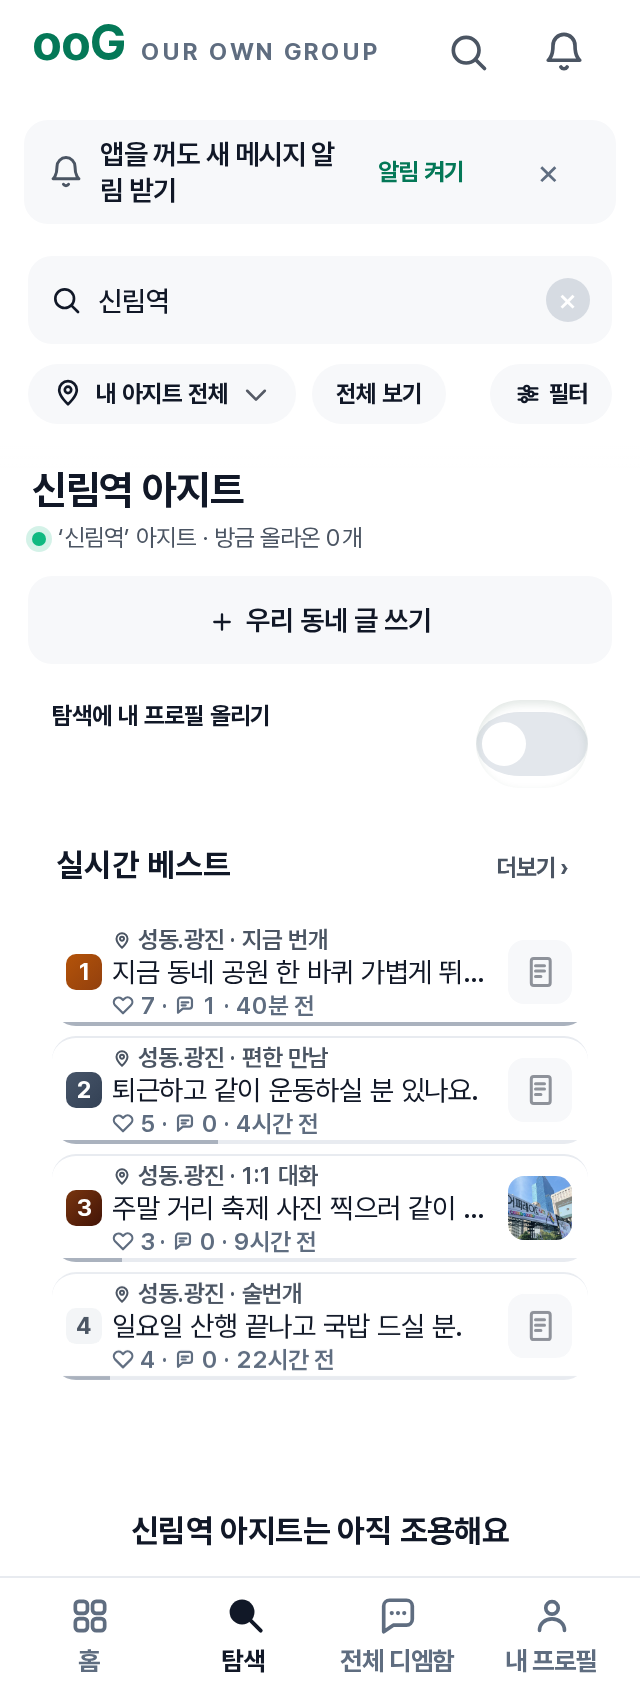 ooG OUR OWN GROUP
앱을 꺼도 새 메시지 알
림 받기
알림 켜기
신림역
내 아지트 전체
전체 보기
필터
신림역 아지트
‘신림역’ 아지트 · 방금 올라온 0개
+ 우리 동네 글 쓰기
탐색에 내 프로필 올리기
실시간 베스트
더보기 ›
성동.광진 · 지금 번개
1 지금 동네 공원 한 바퀴 가볍게 뛰...
7 · 1 · 40분 전
성동.광진 · 편한 만남
2 퇴근하고 같이 운동하실 분 있나요.
5 · 0 · 4시간 전
성동.광진 · 1:1 대화
3 주말 거리 축제 사진 찍으러 같이 ...
3 · 0 · 9시간 전
성동.광진 · 술번개
4 일요일 산행 끝나고 국밥 드실 분.
4 · 0 · 22시간 전
신림역 아지트는 아직 조용해요
홈
탐색
전체 디엠함
내 프로필